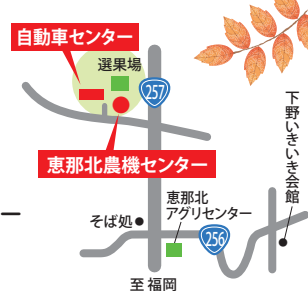 自動車センター
選果場
257
恵那北農機センター
下野いきいき会館
恵那北
アグリセンター
そば処
256
至 福岡